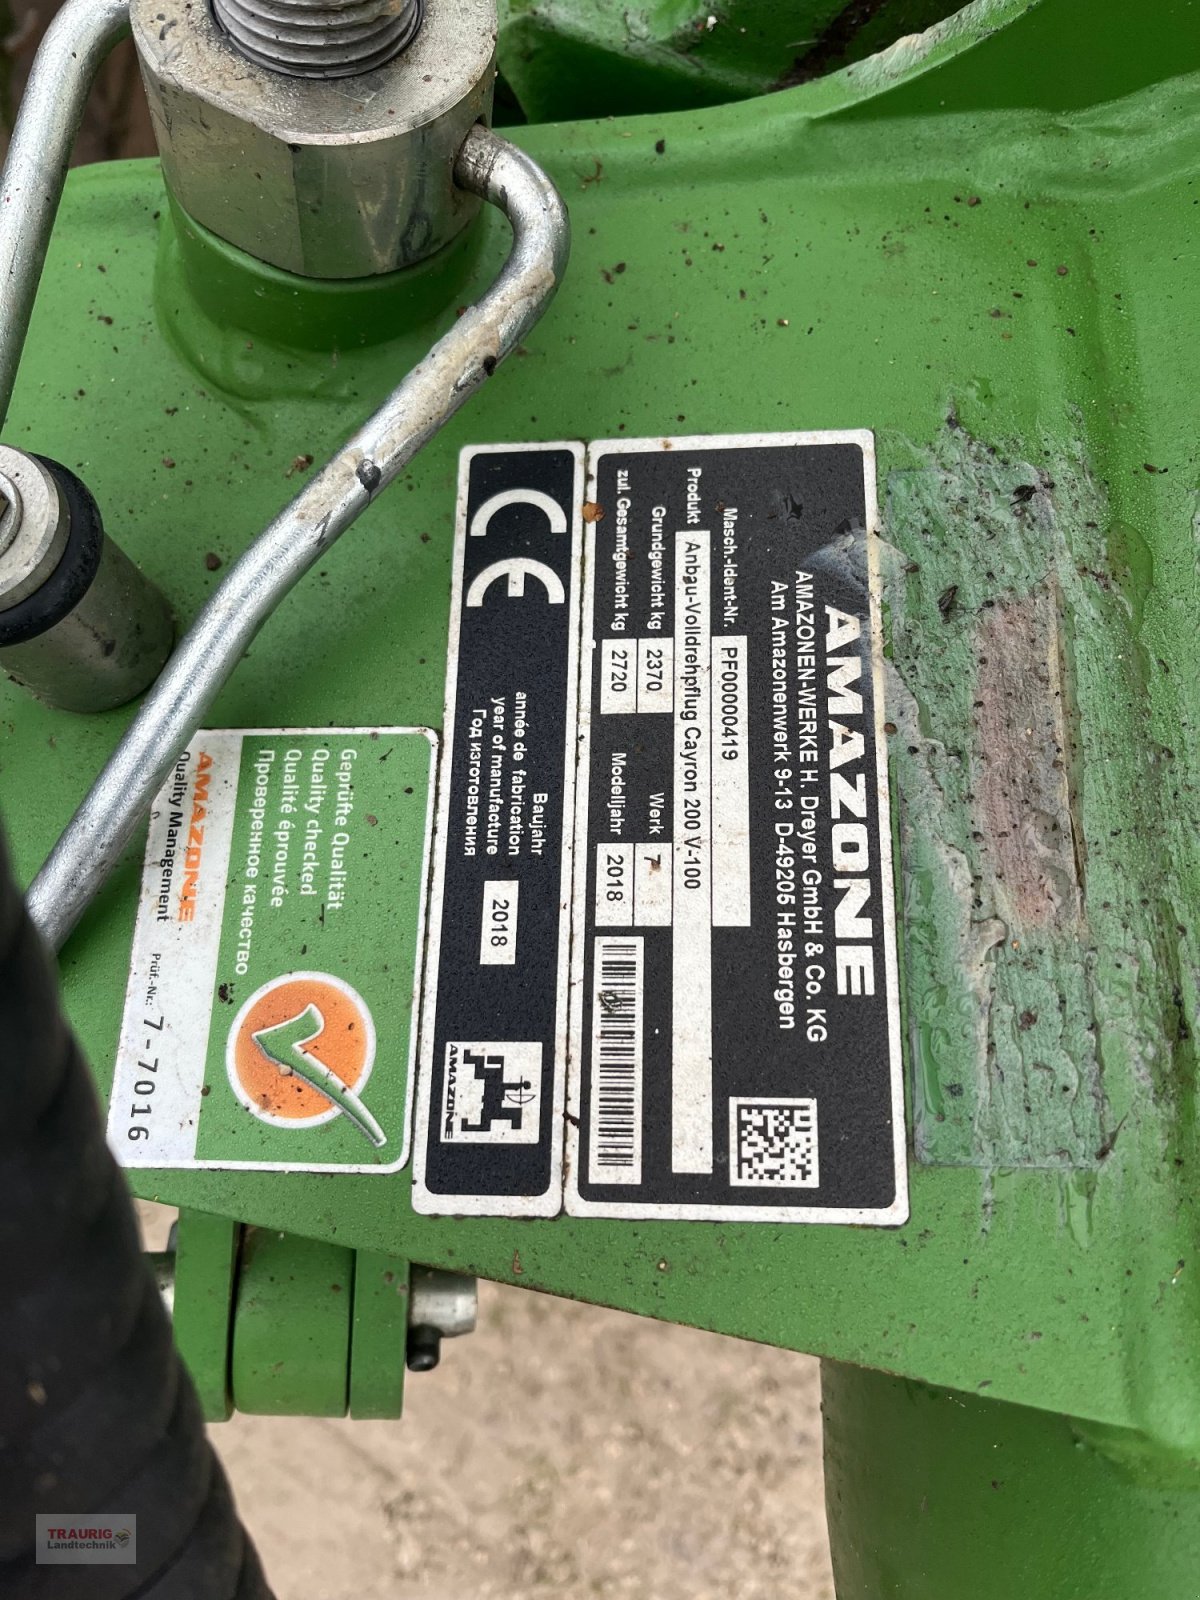 AMAZONE
AMAZONEN-WERKE H. Dreyer GmbH & Co. KG
Am Amazonenwerk 9-13 D-49205 Hasbergen
Masch.-Ident-Nr. PF00000419
Produkt Anbau-Volldrehpflug Cayron 200 V-100
Grundgewicht kg 2370 Werk 7
zul. Gesamtgewicht kg 2720 Modelljahr 2018
CE
Baujahr
année de fabrication
year of manufacture
Год изготовления
2018
AMAZONE
Geprüfte Qualität
Quality checked
Qualité éprouvée
Проверенное качество
AMAZONE
Quality Management
Prüf.-Nr.: 7-7016
TRAURIG
Landtechnik